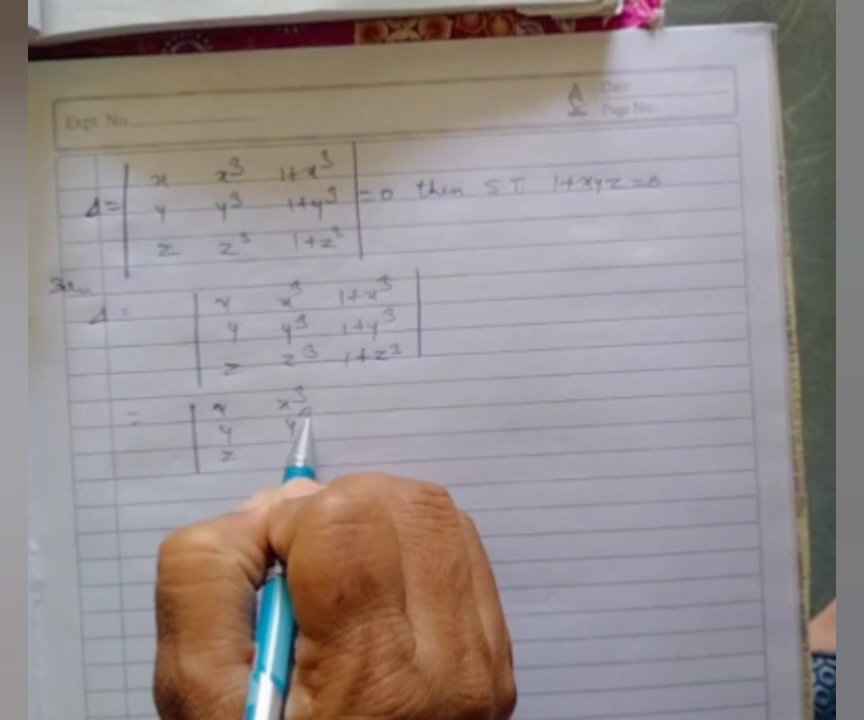 Expt. No.
Date
Page No.
Δ = | x x³ 1+x³ |
| y y³ 1+y³ | = 0 then S.T. 1+xyz=0
| z z³ 1+z³ |
Soln
Δ = | x x³ 1+x³ |
| y y³ 1+y³ |
| z z³ 1+z³ |
= | x x³
| y y
| z